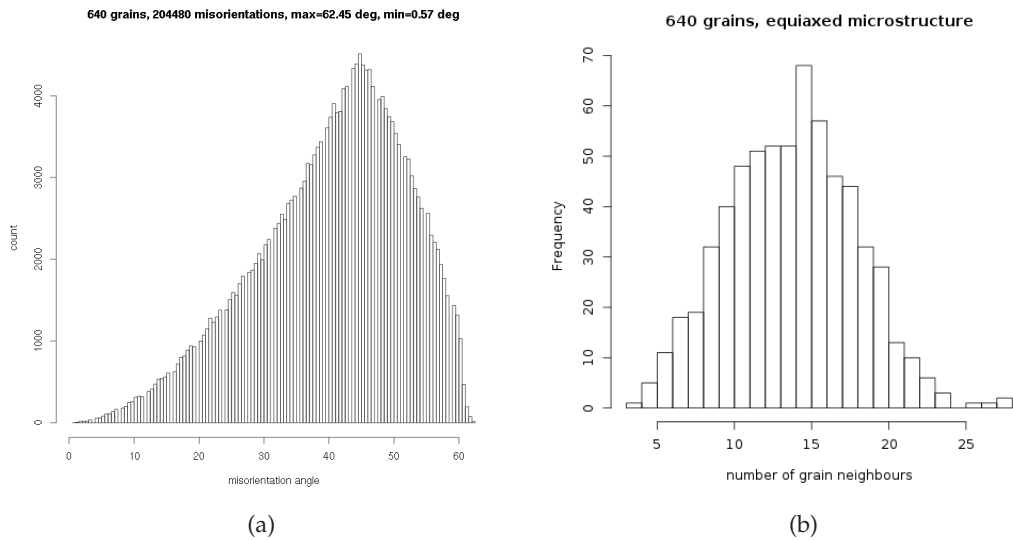 640 grains, 204480 misorientations, max=62.45 deg, min=0.57 deg
count
4000
3000
2000
1000
0
0 10 20 30 40 50 60
misorientation angle
(a)
640 grains, equiaxed microstructure
Frequency
70
60
50
40
30
20
10
0
5 10 15 20 25
number of grain neighbours
(b)